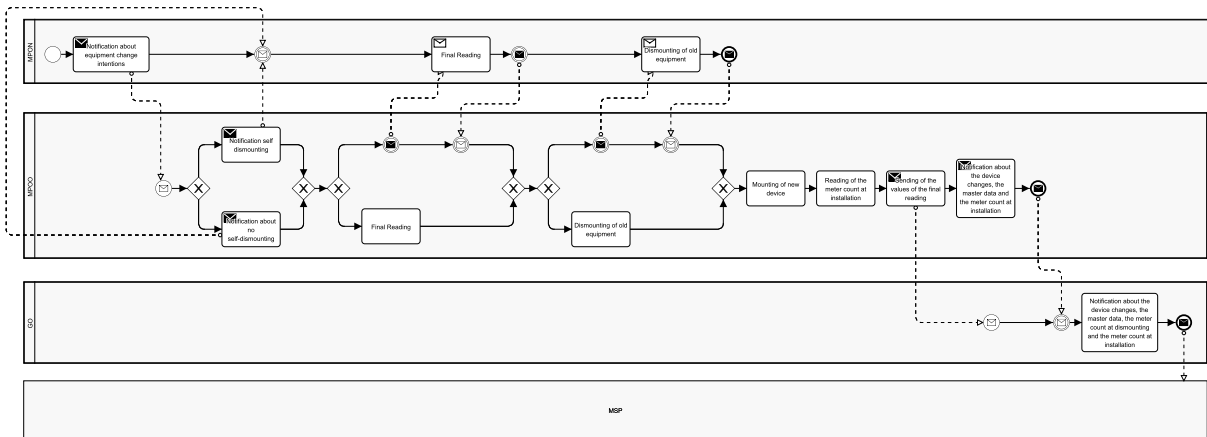 MPON
Notification about
equipment change
intentions
Final Reading
Dismounting of old
equipment
MPOO
Notification self
dismounting
Notification about
no
self-dismounting
Final Reading
Dismounting of old
equipment
Mounting of new
device
Reading of the
meter count at
installation
Sending of the
values of the final
reading
Notification about
the device
changes, the
master data and
the meter count at
installation
GO
Notification about the
device changes, the
master data, the meter
count at dismounting
and the meter count at
installation
MSP